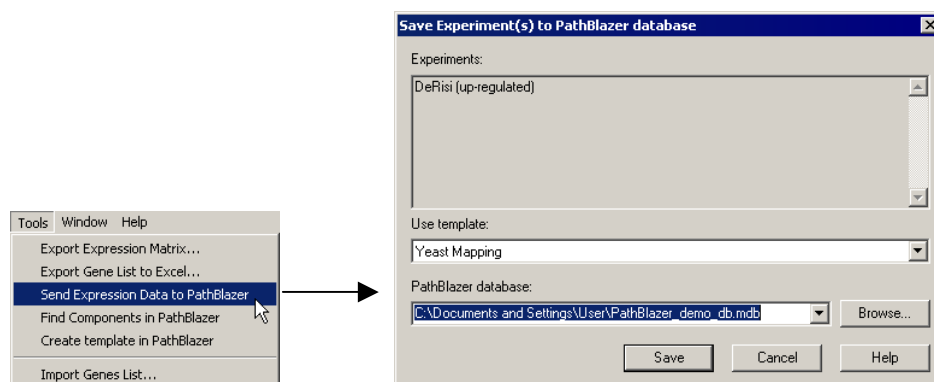 Save Experiment(s) to PathBlazer database
Experiments:
DeRisi (up-regulated)
Use template:
Yeast Mapping
PathBlazer database:
C:\Documents and Settings\User\PathBlazer_demo_db.mdb
Browse...
Save Cancel Help
Tools Window Help
Export Expression Matrix...
Export Gene List to Excel...
Send Expression Data to PathBlazer
Find Components in PathBlazer
Create template in PathBlazer
Import Genes List...